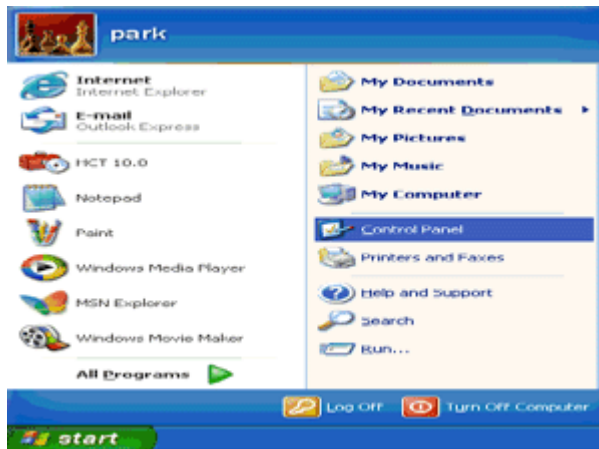 park
Internet
Internet Explorer
E-mail
Outlook Express
HCT 10.0
Notepad
Paint
Windows Media Player
MSN Explorer
Windows Movie Maker
All Programs
My Documents
My Recent Documents
My Pictures
My Music
My Computer
Control Panel
Printers and Faxes
Help and Support
Search
Run...
Log Off
Turn Off Computer
start